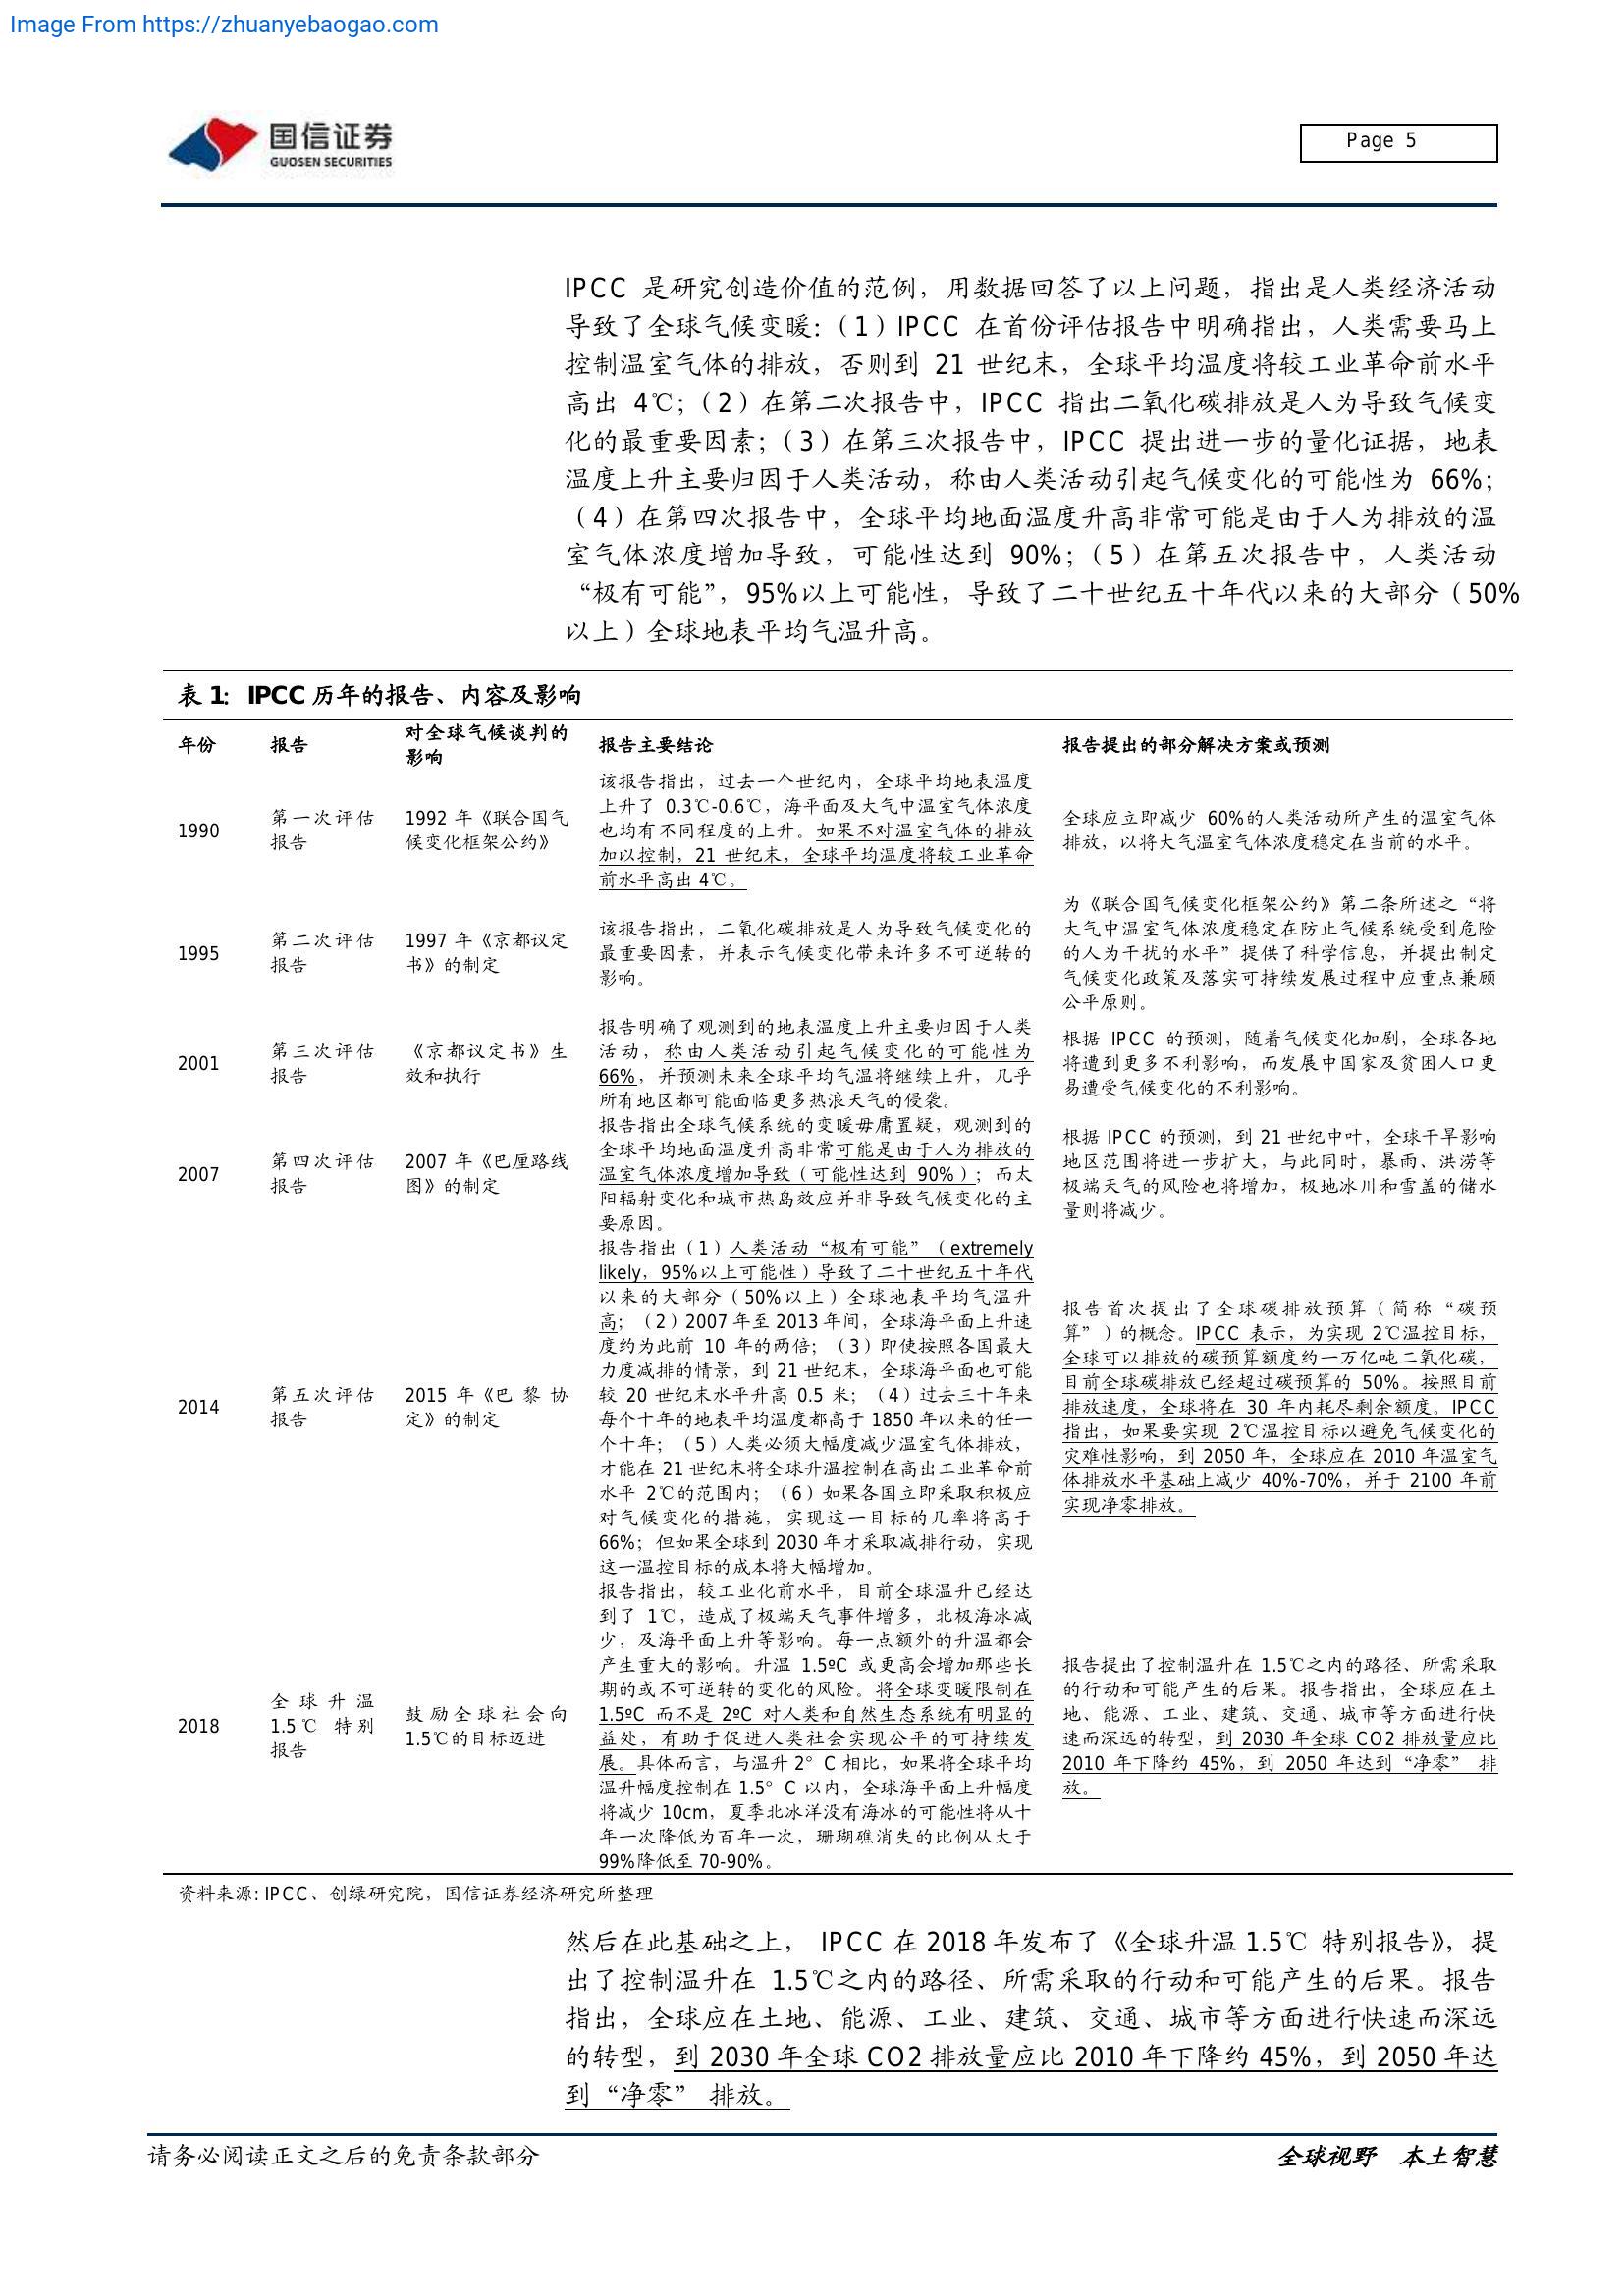 Image From https://zhuanyebaogao.com
国信证券
GUOSEN SECURITIES
Page 5
IPCC 是研究创造价值的范例，用数据回答了以上问题，指出是人类经济活动
导致了全球气候变暖：（1）IPCC 在首份评估报告中明确指出，人类需要马上
控制温室气体的排放，否则到 21 世纪末，全球平均温度将较工业革命前水平
高出 4℃；（2）在第二次报告中，IPCC 指出二氧化碳排放是人为导致气候变
化的最重要因素；（3）在第三次报告中，IPCC 提出进一步的量化证据，地表
温度上升主要归因于人类活动，称由人类活动引起气候变化的可能性为 66%；
（4）在第四次报告中，全球平均地面温度升高非常可能是由于人为排放的温
室气体浓度增加导致，可能性达到 90%；（5）在第五次报告中，人类活动
“极有可能”，95%以上可能性，导致了二十世纪五十年代以来的大部分（50%
以上）全球地表平均气温升高。
表 1： IPCC 历年的报告、内容及影响
年份 报告 对全球气候谈判的 报告主要结论 报告提出的部分解决方案或预测
影响
1990
第一次评估
报告
1992 年《联合国气
候变化框架公约》
该报告指出，过去一个世纪内，全球平均地表温度
上升了 0.3℃-0.6℃，海平面及大气中温室气体浓度
也均有不同程度的上升。如果不对温室气体的排放
加以控制，21 世纪末，全球平均温度将较工业革命
前水平高出 4℃。
全球应立即减少 60%的人类活动所产生的温室气体
排放，以将大气温室气体浓度稳定在当前的水平。
1995
第二次评估
报告
1997 年《京都议定
书》的制定
该报告指出，二氧化碳排放是人为导致气候变化的
最重要因素，并表示气候变化带来许多不可逆转的
影响。
为《联合国气候变化框架公约》第二条所述之“将
大气中温室气体浓度稳定在防止气候系统受到危险
的人为干扰的水平”提供了科学信息，并提出制定
气候变化政策及落实可持续发展过程中应重点兼顾
公平原则。
2001
第三次评估
报告
《京都议定书》生
效和执行
报告明确了观测到的地表温度上升主要归因于人类
活动，称由人类活动引起气候变化的可能性为
66%，并预测未来全球平均气温将继续上升，几乎
所有地区都可能面临更多热浪天气的侵袭。
根据 IPCC 的预测，随着气候变化加剧，全球各地
将遭到更多不利影响，而发展中国家及贫困人口更
易遭受气候变化的不利影响。
2007
第四次评估
报告
2007 年《巴厘路线
图》的制定
报告指出全球气候系统的变暖毋庸置疑，观测到的
全球平均地面温度升高非常可能是由于人为排放的
温室气体浓度增加导致（可能性达到 90%）；而太
阳辐射变化和城市热岛效应并非导致气候变化的主
要原因。
根据 IPCC 的预测，到 21 世纪中叶，全球干旱影响
地区范围将进一步扩大，与此同时，暴雨、洪涝等
极端天气的风险也将增加，极地冰川和雪盖的储水
量则将减少。
2014
第五次评估
报告
2015 年《巴 黎 协
定》的制定
报告指出（1）人类活动“极有可能”（extremely
likely，95%以上可能性）导致了二十世纪五十年代
以来的大部分（50%以上）全球地表平均气温升
高；（2）2007 年至 2013 年间，全球海平面上升速
度约为此前 10 年的两倍；（3）即使按照各国最大
力度减排的情景，到 21 世纪末，全球海平面也可能
较 20 世纪末水平升高 0.5 米；（4）过去三十年来
每个十年的地表平均温度都高于 1850 年以来的任一
个十年；（5）人类必须大幅度减少温室气体排放，
才能在 21 世纪末将全球升温控制在高出工业革命前
水平 2℃的范围内；（6）如果各国立即采取积极应
对气候变化的措施，实现这一目标的几率将高于
66%；但如果全球到 2030 年才采取减排行动，实现
这一温控目标的成本将大幅增加。
报告首次提出了全球碳排放预算（简称“碳预
算”）的概念。IPCC 表示，为实现 2℃温控目标，
全球可以排放的碳预算额度约一万亿吨二氧化碳，
目前全球碳排放已经超过碳预算的 50%。按照目前
排放速度，全球将在 30 年内耗尽剩余额度。IPCC
指出，如果要实现 2℃温控目标以避免气候变化的
灾难性影响，到 2050 年，全球应在 2010 年温室气
体排放水平基础上减少 40%-70%，并于 2100 年前
实现净零排放。
2018
全 球 升 温
1.5℃ 特别
报告
鼓励全球社会向
1.5℃的目标迈进
报告指出，较工业化前水平，目前全球温升已经达
到了 1℃，造成了极端天气事件增多，北极海冰减
少，及海平面上升等影响。每一点额外的升温都会
产生重大的影响。升温 1.5ºC 或更高会增加那些长
期的或不可逆转的变化的风险。将全球变暖限制在
1.5ºC 而不是 2ºC 对人类和自然生态系统有明显的
益处，有助于促进人类社会实现公平的可持续发
展。具体而言，与温升 2° C 相比，如果将全球平均
温升幅度控制在 1.5° C 以内，全球海平面上升幅度
将减少 10cm，夏季北冰洋没有海冰的可能性将从十
年一次降低为百年一次，珊瑚礁消失的比例从大于
99%降低至 70-90%。
报告提出了控制温升在 1.5℃之内的路径、所需采取
的行动和可能产生的后果。报告指出，全球应在土
地、能源、工业、建筑、交通、城市等方面进行快
速而深远的转型，到 2030 年全球 CO2 排放量应比
2010 年下降约 45%，到 2050 年达到“净零” 排
放。
资料来源: IPCC、创绿研究院，国信证券经济研究所整理
然后在此基础之上， IPCC 在 2018 年发布了《全球升温 1.5℃ 特别报告》，提
出了控制温升在 1.5℃之内的路径、所需采取的行动和可能产生的后果。报告
指出，全球应在土地、能源、工业、建筑、交通、城市等方面进行快速而深远
的转型，到 2030 年全球 CO2 排放量应比 2010 年下降约 45%，到 2050 年达
到“净零” 排放。
请务必阅读正文之后的免责条款部分
全球视野 本土智慧